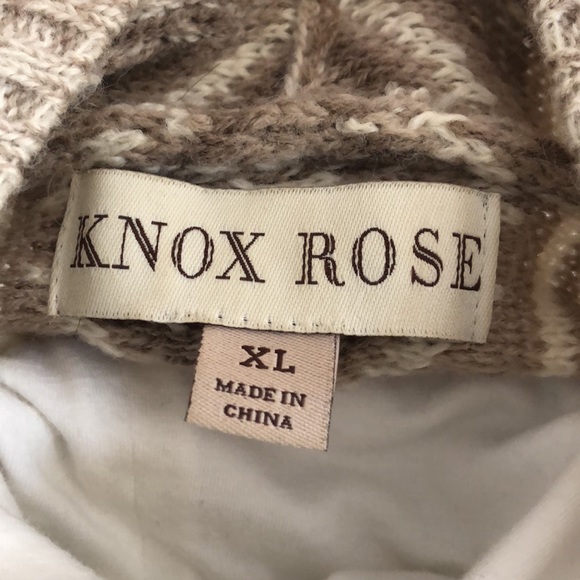 KNOX ROSE
XL
MADE IN
CHINA